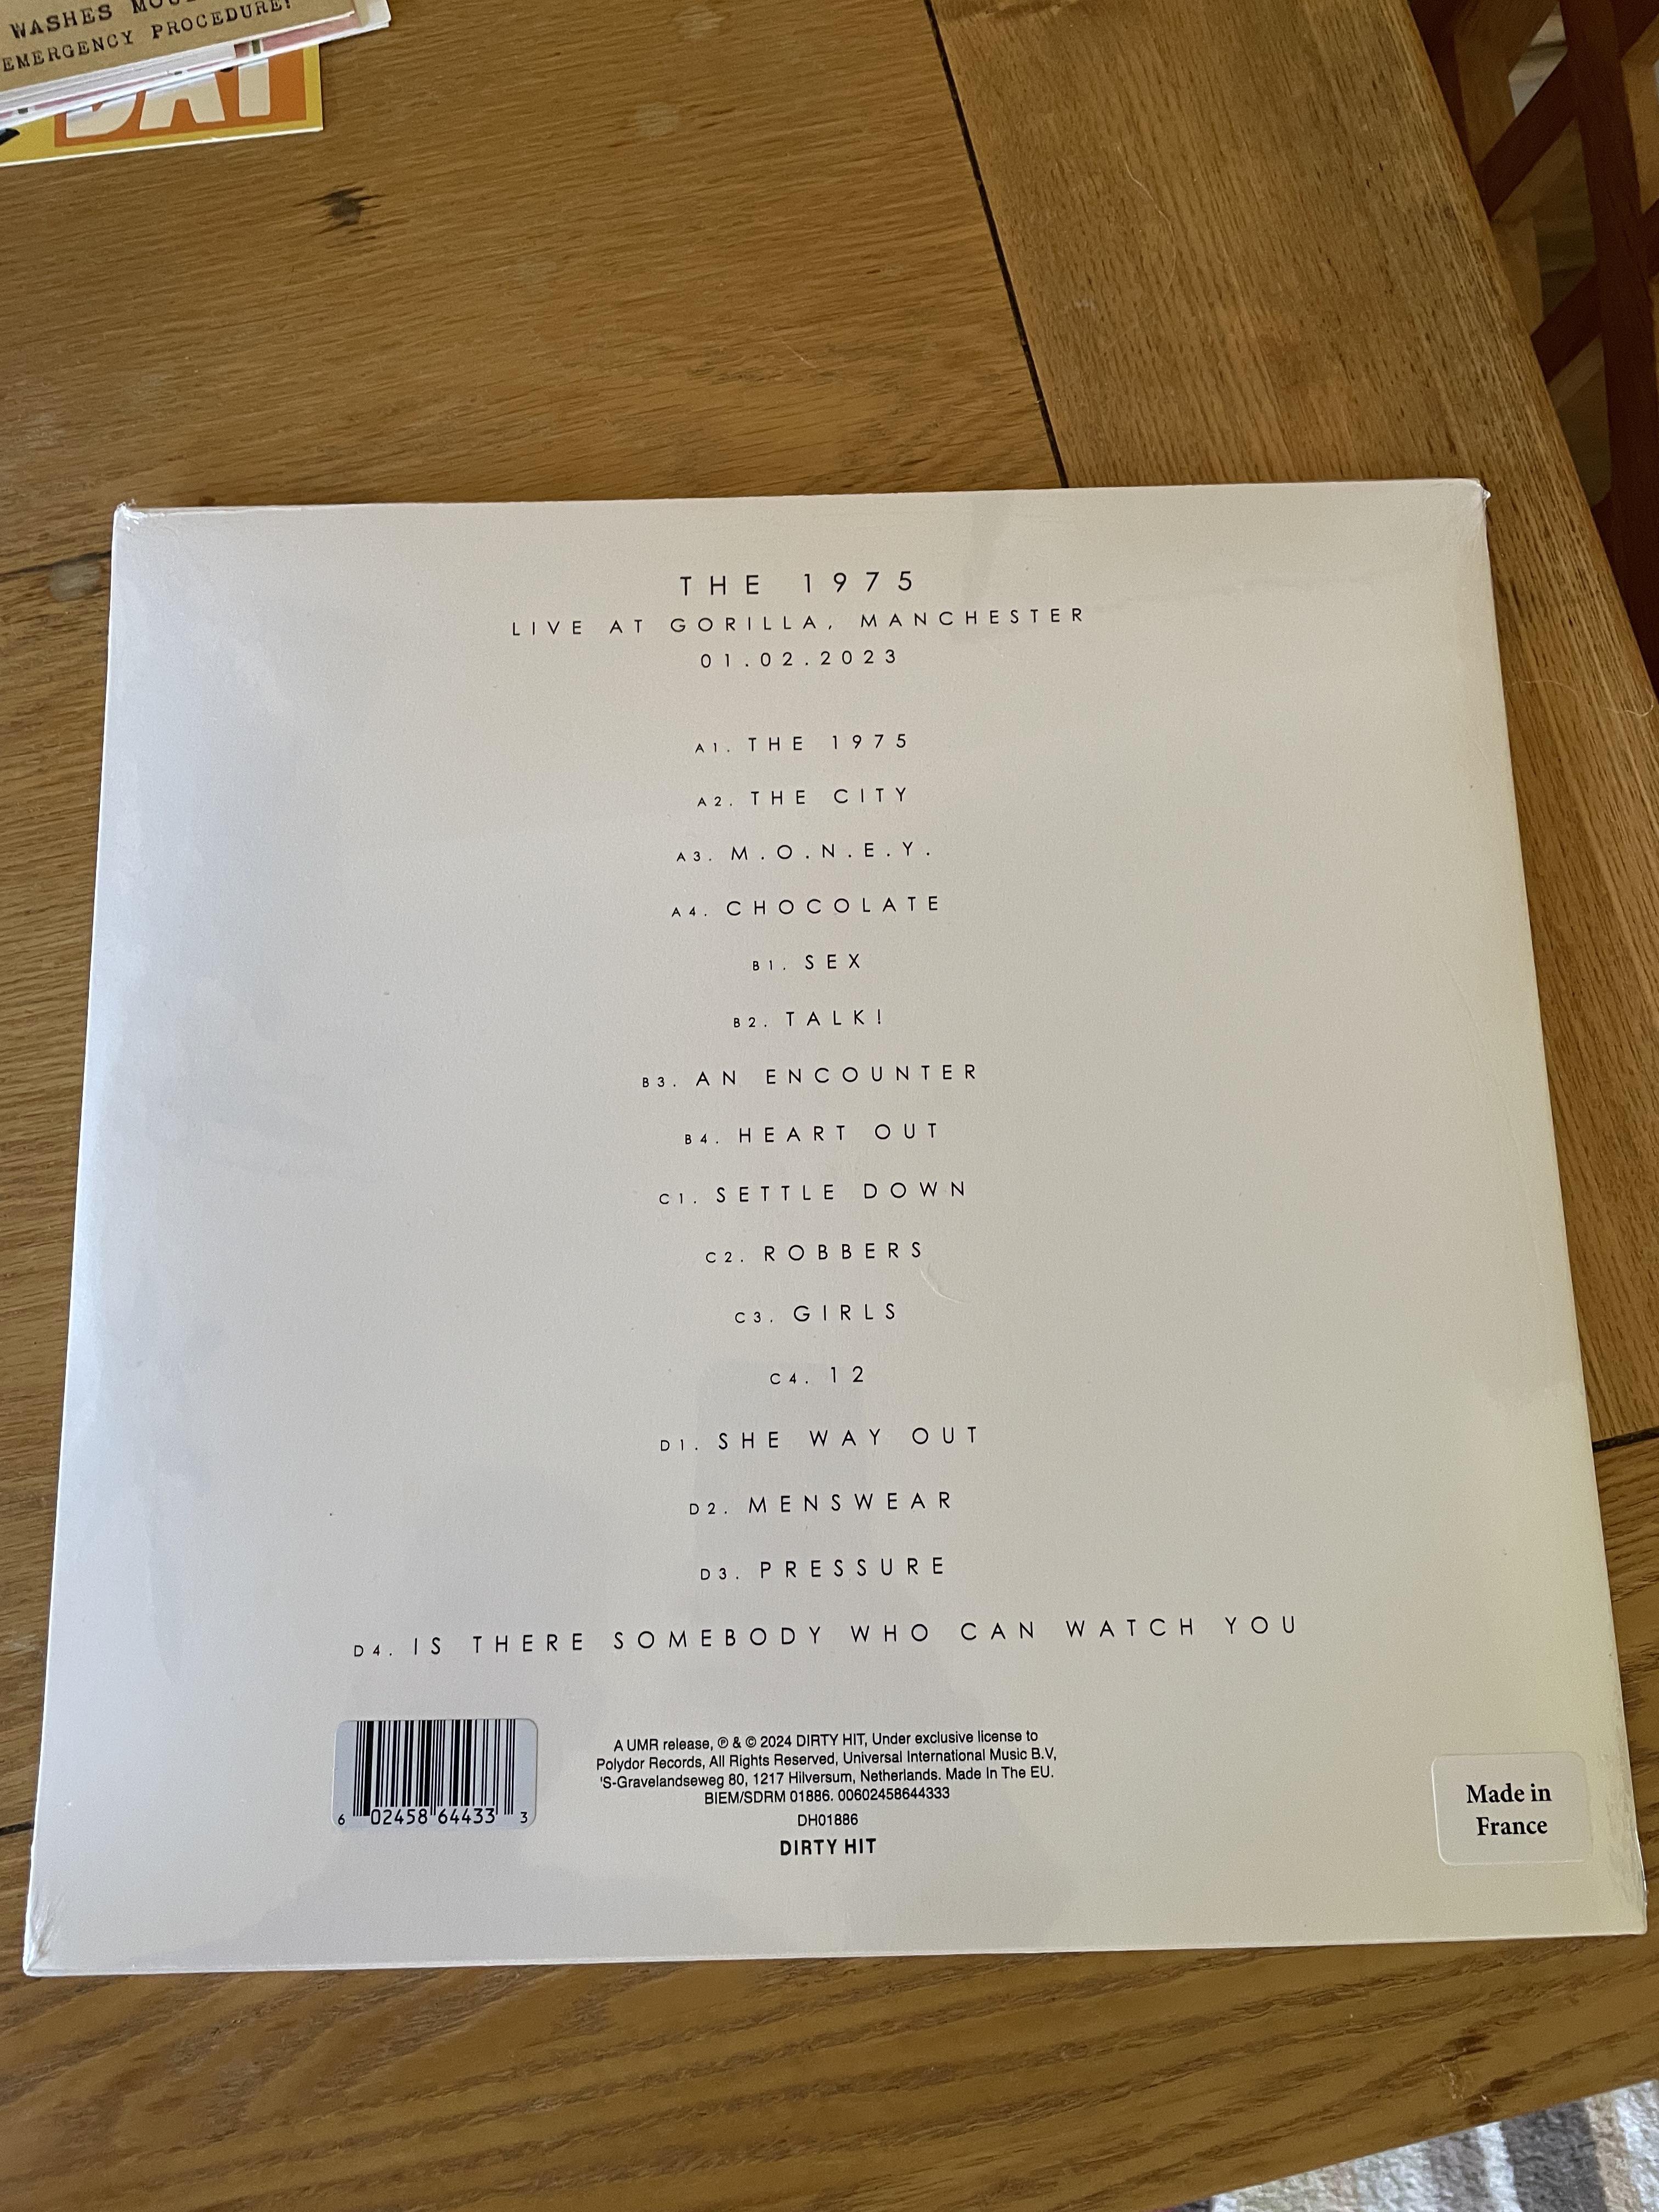 WASHES
EMERGENCY PROCEDURE!
DAY
THE 1975
LIVE AT GORILLA, MANCHESTER
01.02.2023
A1. THE 1975
A2. THE CITY
A3. M.O.N.E.Y.
A4. CHOCOLATE
B1. SEX
B2. TALK!
B3. AN ENCOUNTER
B4. HEART OUT
C1. SETTLE DOWN
C2. ROBBERS
C3. GIRLS
C4. 12
D1. SHE WAY OUT
D2. MENSWEAR
D3. PRESSURE
D4. IS THERE SOMEBODY WHO CAN WATCH YOU
A UMR release, ℗ & © 2024 DIRTY HIT, Under exclusive license to
Polydor Records, All Rights Reserved, Universal International Music B.V,
'S-Gravelandseweg 80, 1217 Hilversum, Netherlands. Made In The EU.
BIEM/SDRM 01886. 00602458644333
DH01886
DIRTY HIT
6 02458 64433 3
Made in
France